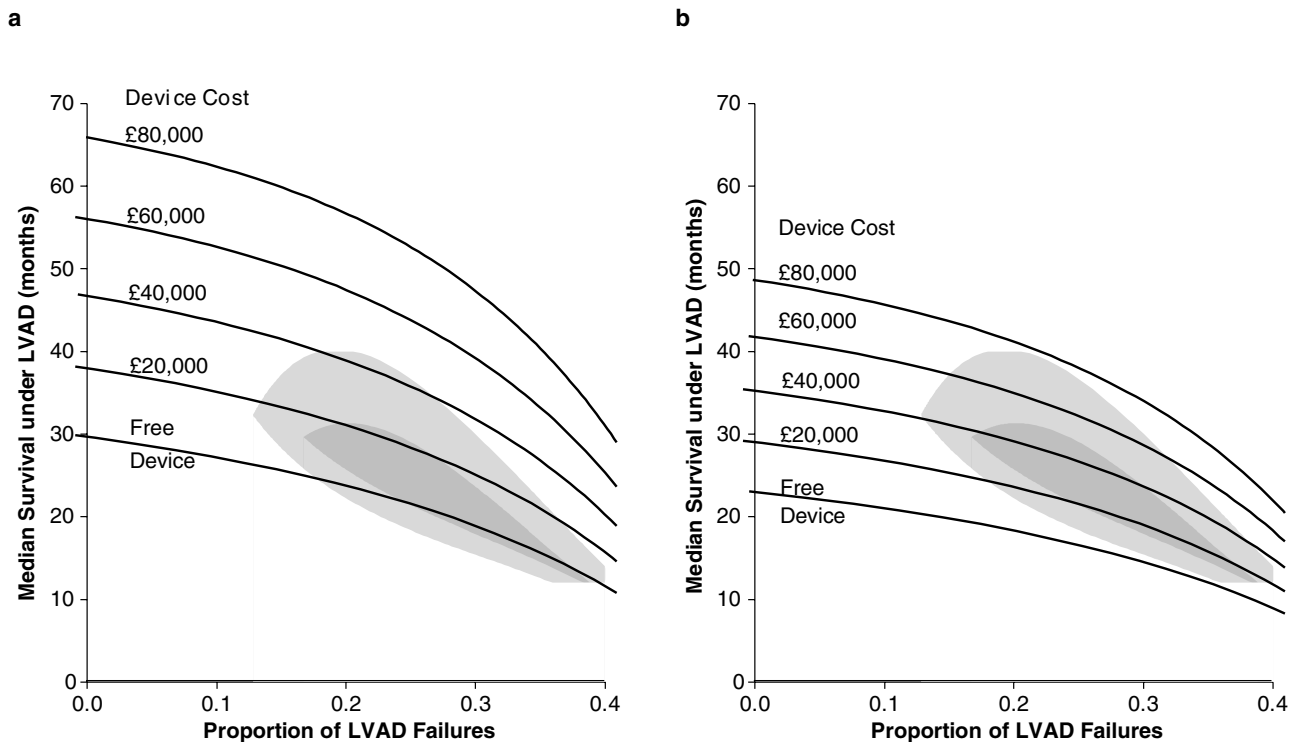 a
Device Cost
£80,000
£60,000
£40,000
£20,000
Free
Device
70
60
50
40
30
20
10
0
Median Survival under LVAD (months)
0.0 0.1 0.2 0.3 0.4
Proportion of LVAD Failures
b
Device Cost
£80,000
£60,000
£40,000
£20,000
Free
Device
70
60
50
40
30
20
10
0
Median Survival under LVAD (months)
0.0 0.1 0.2 0.3 0.4
Proportion of LVAD Failures